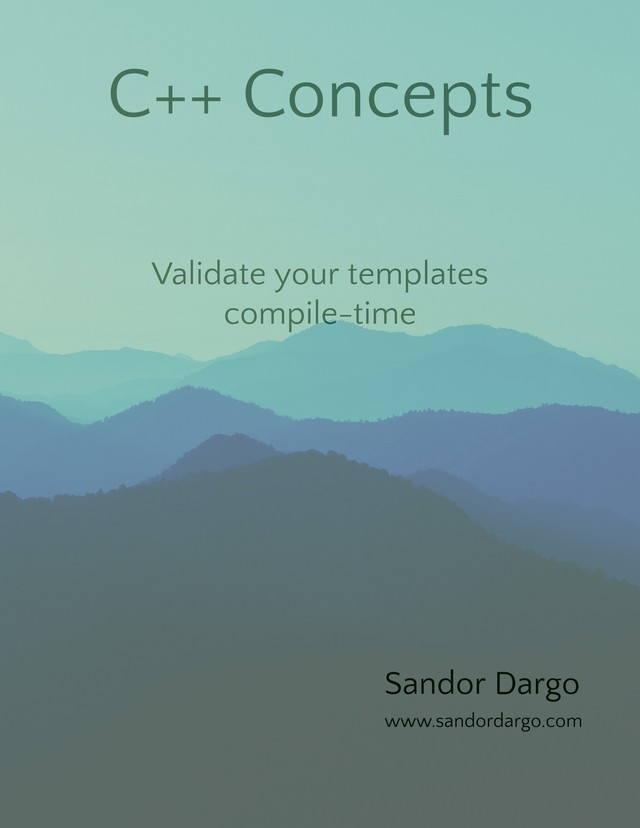 C++ Concepts
Validate your templates
compile-time
Sandor Dargo
www.sandordargo.com